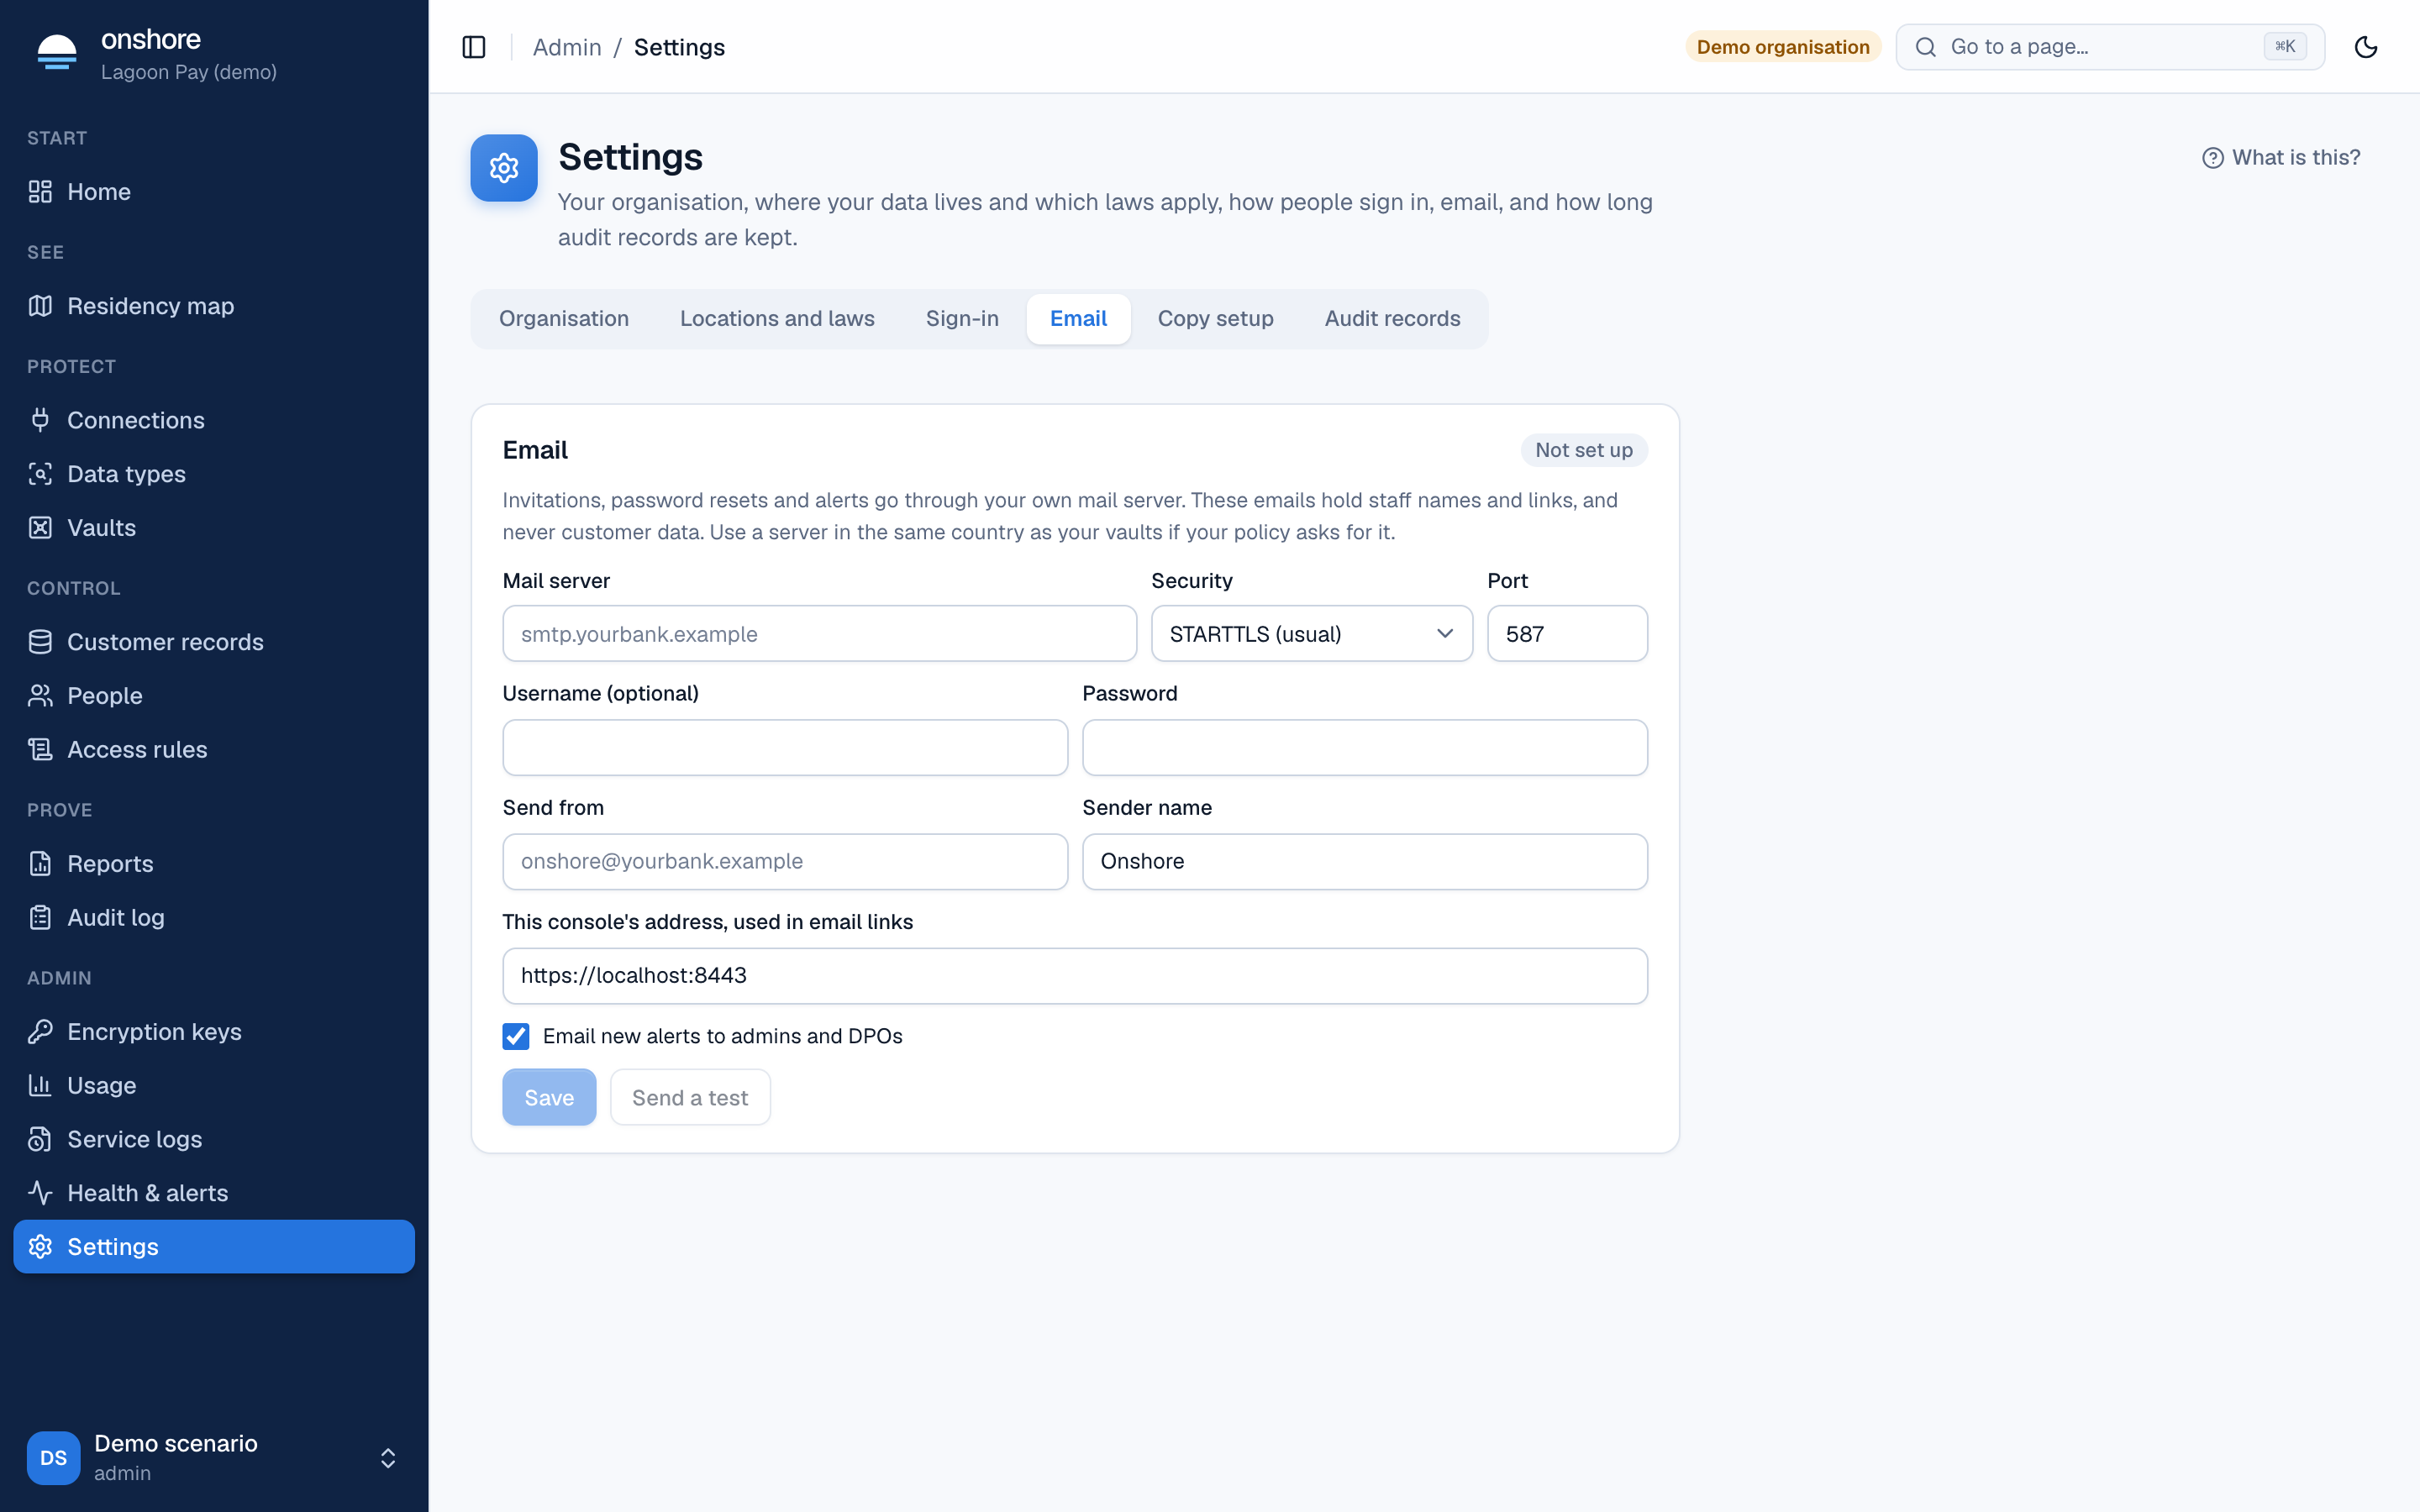 onshore
Lagoon Pay (demo)
START
Home
SEE
Residency map
PROTECT
Connections
Data types
Vaults
CONTROL
Customer records
People
Access rules
PROVE
Reports
Audit log
ADMIN
Encryption keys
Usage
Service logs
Health & alerts
Settings
DS
Demo scenario
admin
Admin / Settings
Demo organisation
Go to a page...
⌘K
Settings
What is this?
Your organisation, where your data lives and which laws apply, how people sign in, email, and how long
audit records are kept.
Organisation
Locations and laws
Sign-in
Email
Copy setup
Audit records
Email
Not set up
Invitations, password resets and alerts go through your own mail server. These emails hold staff names and links, and
never customer data. Use a server in the same country as your vaults if your policy asks for it.
Mail server
Security
Port
smtp.yourbank.example
STARTTLS (usual)
587
Username (optional)
Password
Send from
Sender name
onshore@yourbank.example
Onshore
This console's address, used in email links
https://localhost:8443
Email new alerts to admins and DPOs
Save
Send a test